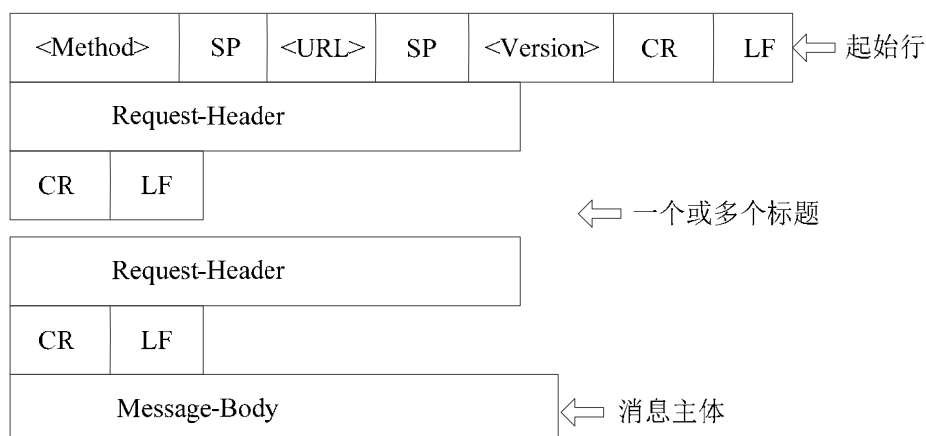 <Method> SP <URL> SP <Version> CR LF 起始行
Request-Header
CR LF
一个或多个标题
Request-Header
CR LF
Message-Body 消息主体